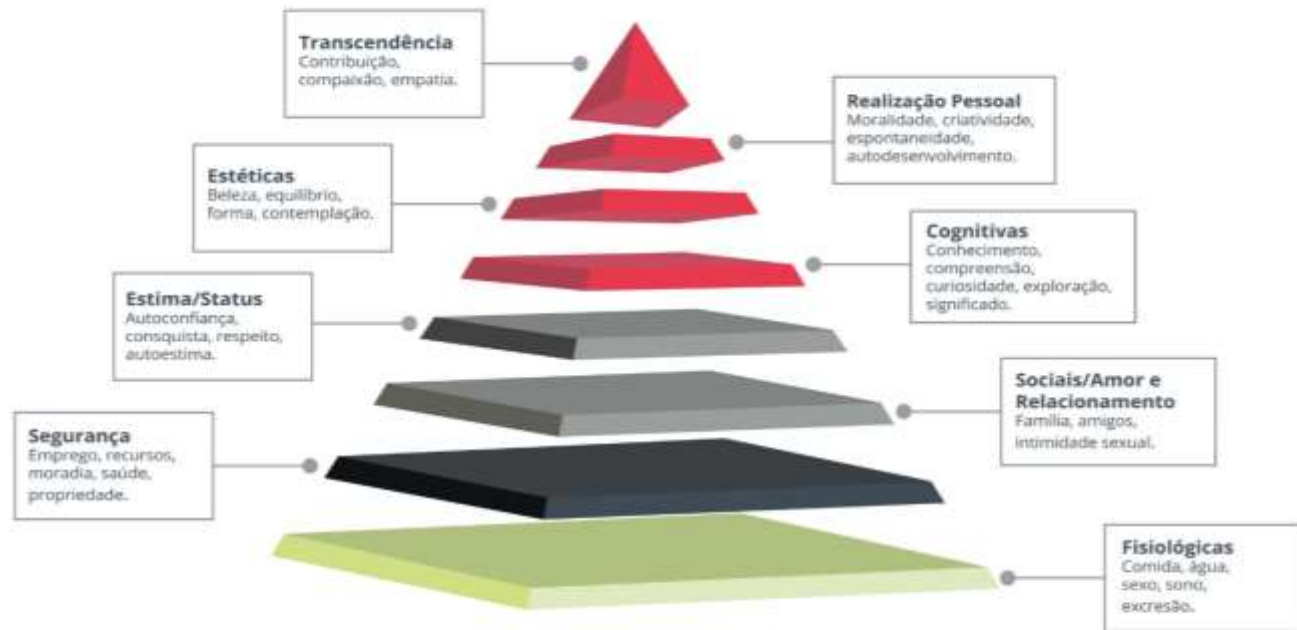 Transcendência
Contribuição,
compaixão, empatia.
Realização Pessoal
Moralidade, criatividade,
espontaneidade,
autodesenvolvimento.
Estéticas
Beleza, equilíbrio,
forma, contemplação.
Cognitivas
Conhecimento,
compreensão,
curiosidade, exploração,
significado.
Estima/Status
Autoconfiança,
consquista, respeito,
autoestima.
Sociais/Amor e
Relacionamento
Família, amigos,
intimidade sexual.
Segurança
Emprego, recursos,
moradia, saúde,
propriedade.
Fisiológicas
Comida, água,
sexo, sono,
excresão.